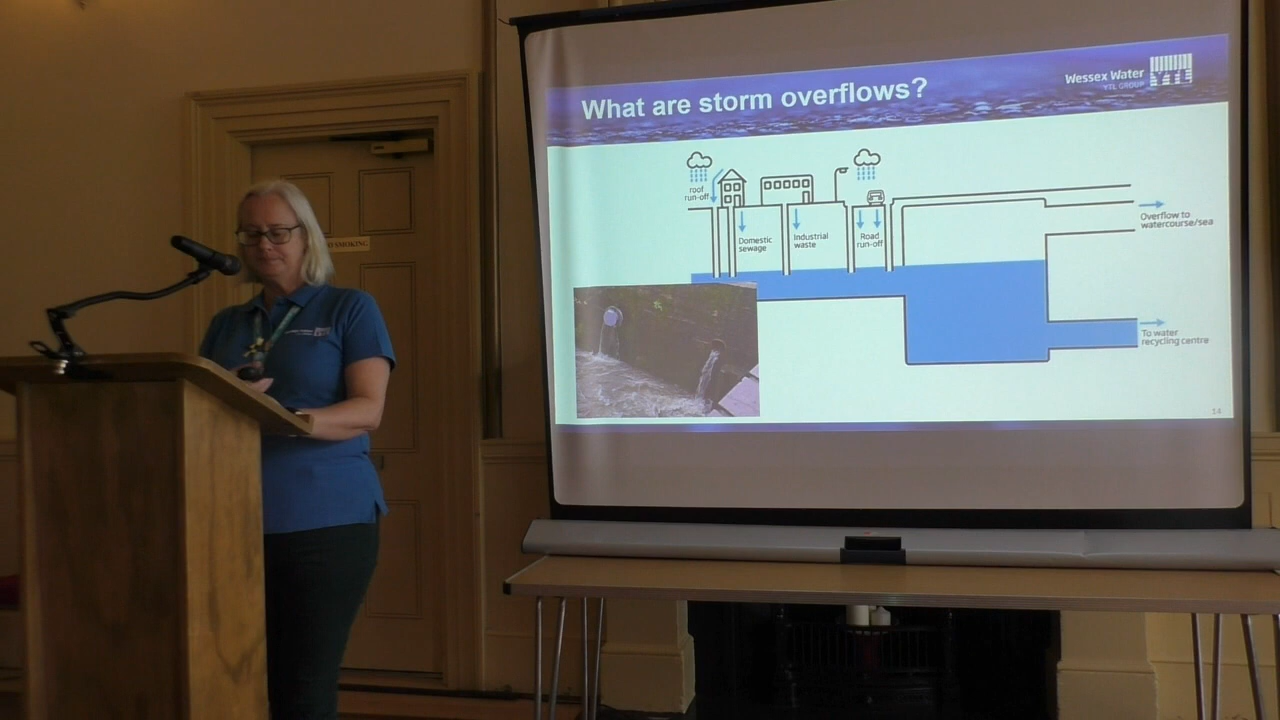 What are storm overflows?
Wessex Water
YTL GROUP
YTL
roof
run-off
Domestic
sewage
Industrial
waste
Road
run-off
Overflow to
watercourse/sea
To water
recycling centre
14
SMOKING